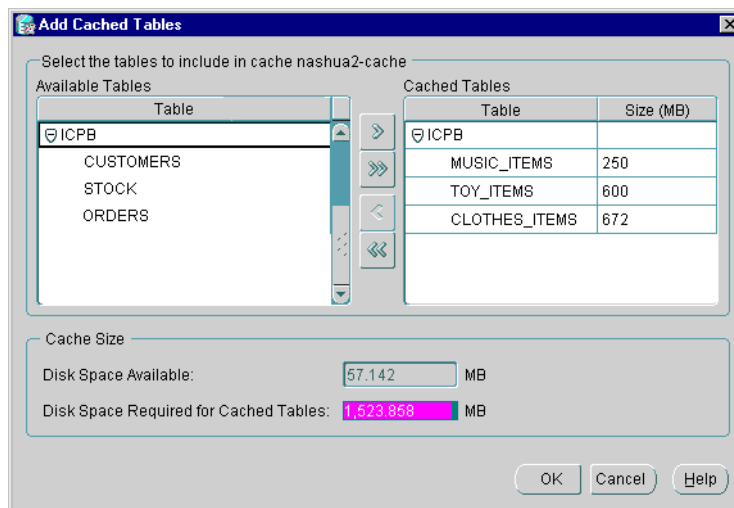 Add Cached Tables
Select the tables to include in cache nashua2-cache
Available Tables
Cached Tables
Table
Table Size (MB)
ICPB
ICPB
CUSTOMERS
MUSIC_ITEMS 250
STOCK
TOY_ITEMS 600
ORDERS
CLOTHES_ITEMS 672
Cache Size
Disk Space Available: 57.142 MB
Disk Space Required for Cached Tables: 1,523.858 MB
OK Cancel Help